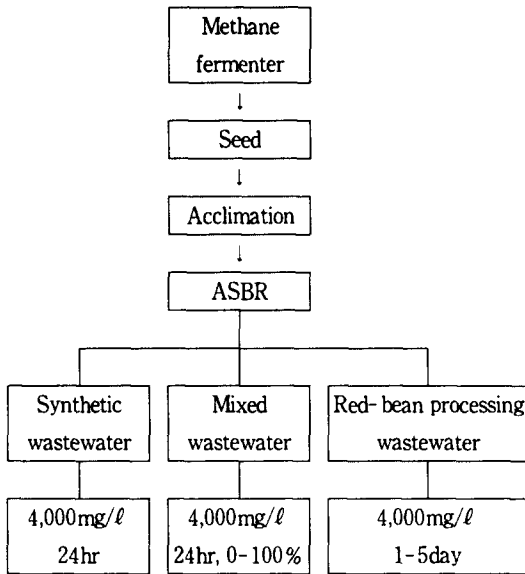 Methane
fermenter
↓
Seed
↓
Acclimation
↓
ASBR
Synthetic
wastewater
Mixed
wastewater
Red-bean processing
wastewater
4,000mg/ℓ
24hr
4,000mg/ℓ
24hr, 0-100%
4,000mg/ℓ
1-5day